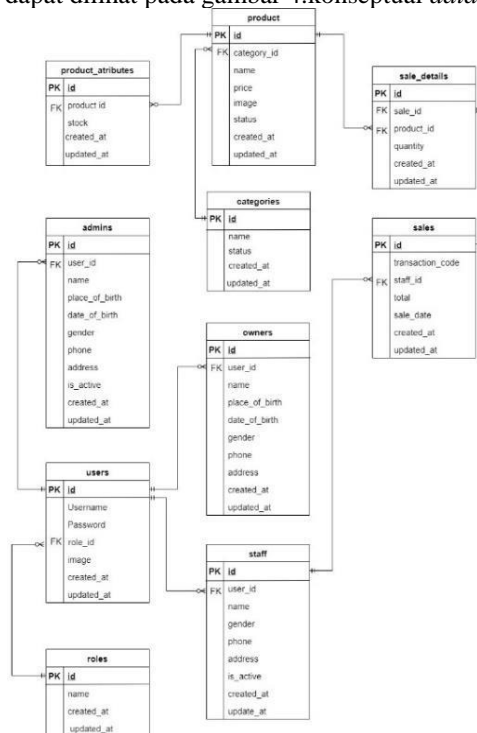 dapat dilihat pada gambar 4.konseptual data
product
PK id
FK category_id
name
price
image
status
created_at
updated_at
product_atributes
PK id
FK product id
stock
created_at
updated_at
sale_details
PK id
FK sale_id
FK product_id
quantity
created_at
updated_at
categories
PK id
name
status
created_at
updated_at
admins
PK id
FK user_id
name
place_of_birth
date_of_birth
gender
phone
address
is_active
created_at
updated_at
sales
PK id
transaction_code
FK staff_id
total
sale_date
created_at
updated_at
owners
PK id
FK user_id
name
place_of_birth
date_of_birth
gender
phone
address
created_at
updated_at
users
PK id
Username
Password
FK role_id
image
created_at
updated_at
staff
PK id
FK user_id
name
gender
phone
address
is_active
created_at
update_at
roles
PK id
name
created_at
updated_at